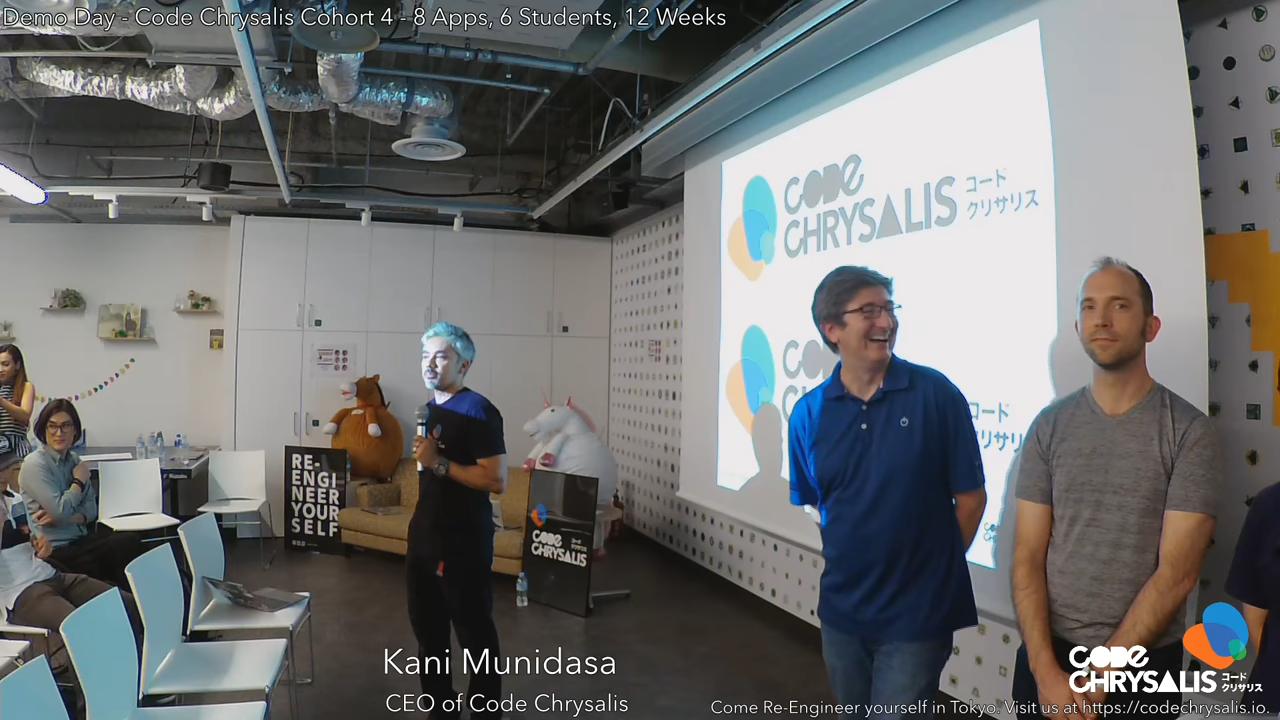 Demo Day - Code Chrysalis Cohort 4 - 8 Apps, 6 Students, 12 Weeks
CODE
CHRYSALIS
コード
クリサリス
コード
クリサリ
RE-
ENGI
NEER
YOUR
SELF
CODE
CHRYSALIS
Kani Munidasa
CEO of Code Chrysalis
CODE
CHRYSALIS
コード
クリサリス
Come Re-Engineer yourself in Tokyo. Visit us at https://codechrysalis.io.